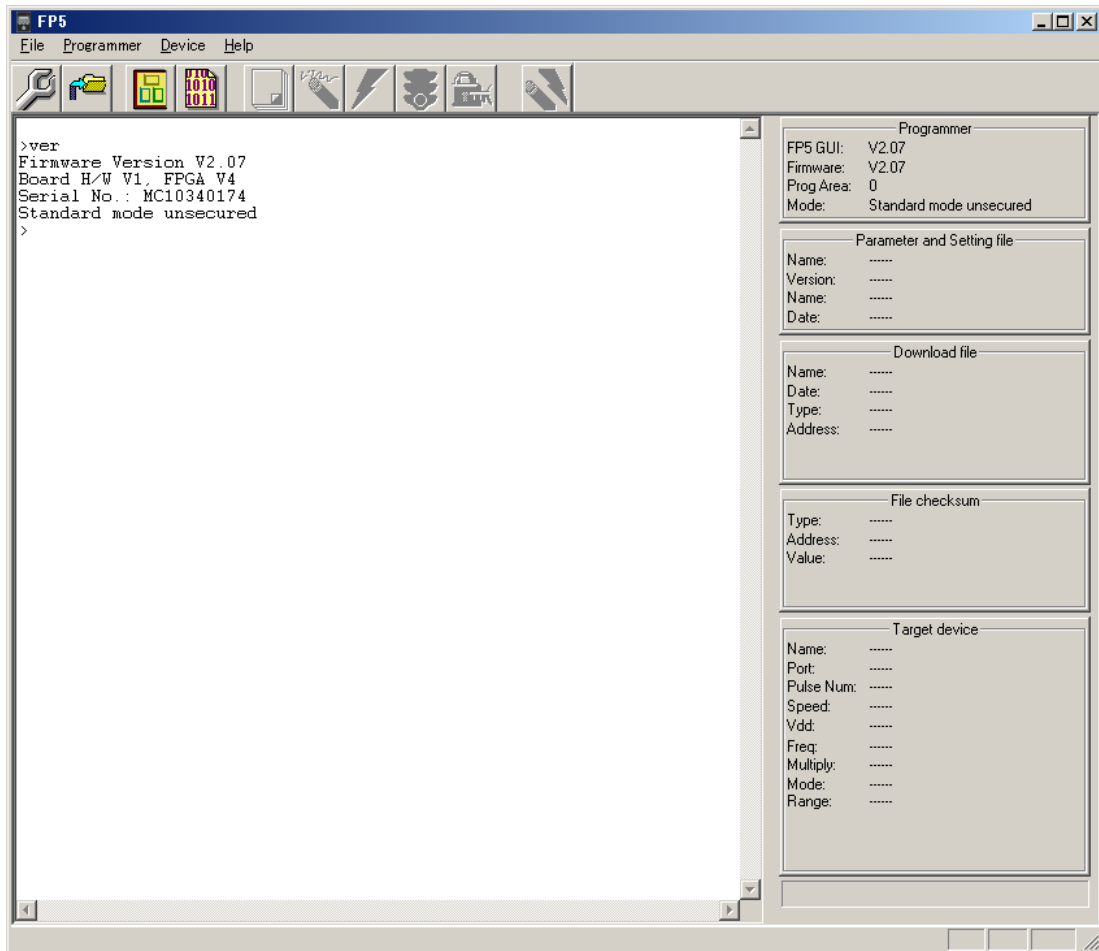 FP5
File Programmer Device Help
010
1010
1011
>ver
Firmware Version V2.07
Board H/W V1, FPGA V4
Serial No.: MC10340174
Standard mode unsecured
>
Programmer
FP5 GUI: V2.07
Firmware: V2.07
Prog Area: 0
Mode: Standard mode unsecured
Parameter and Setting file
Name: ------
Version: ------
Name: ------
Date: ------
Download file
Name: ------
Date: ------
Type: ------
Address: ------
File checksum
Type: ------
Address: ------
Value: ------
Target device
Name: ------
Port: ------
Pulse Num: ------
Speed: ------
Vdd: ------
Freq: ------
Multiply: ------
Mode: ------
Range: ------